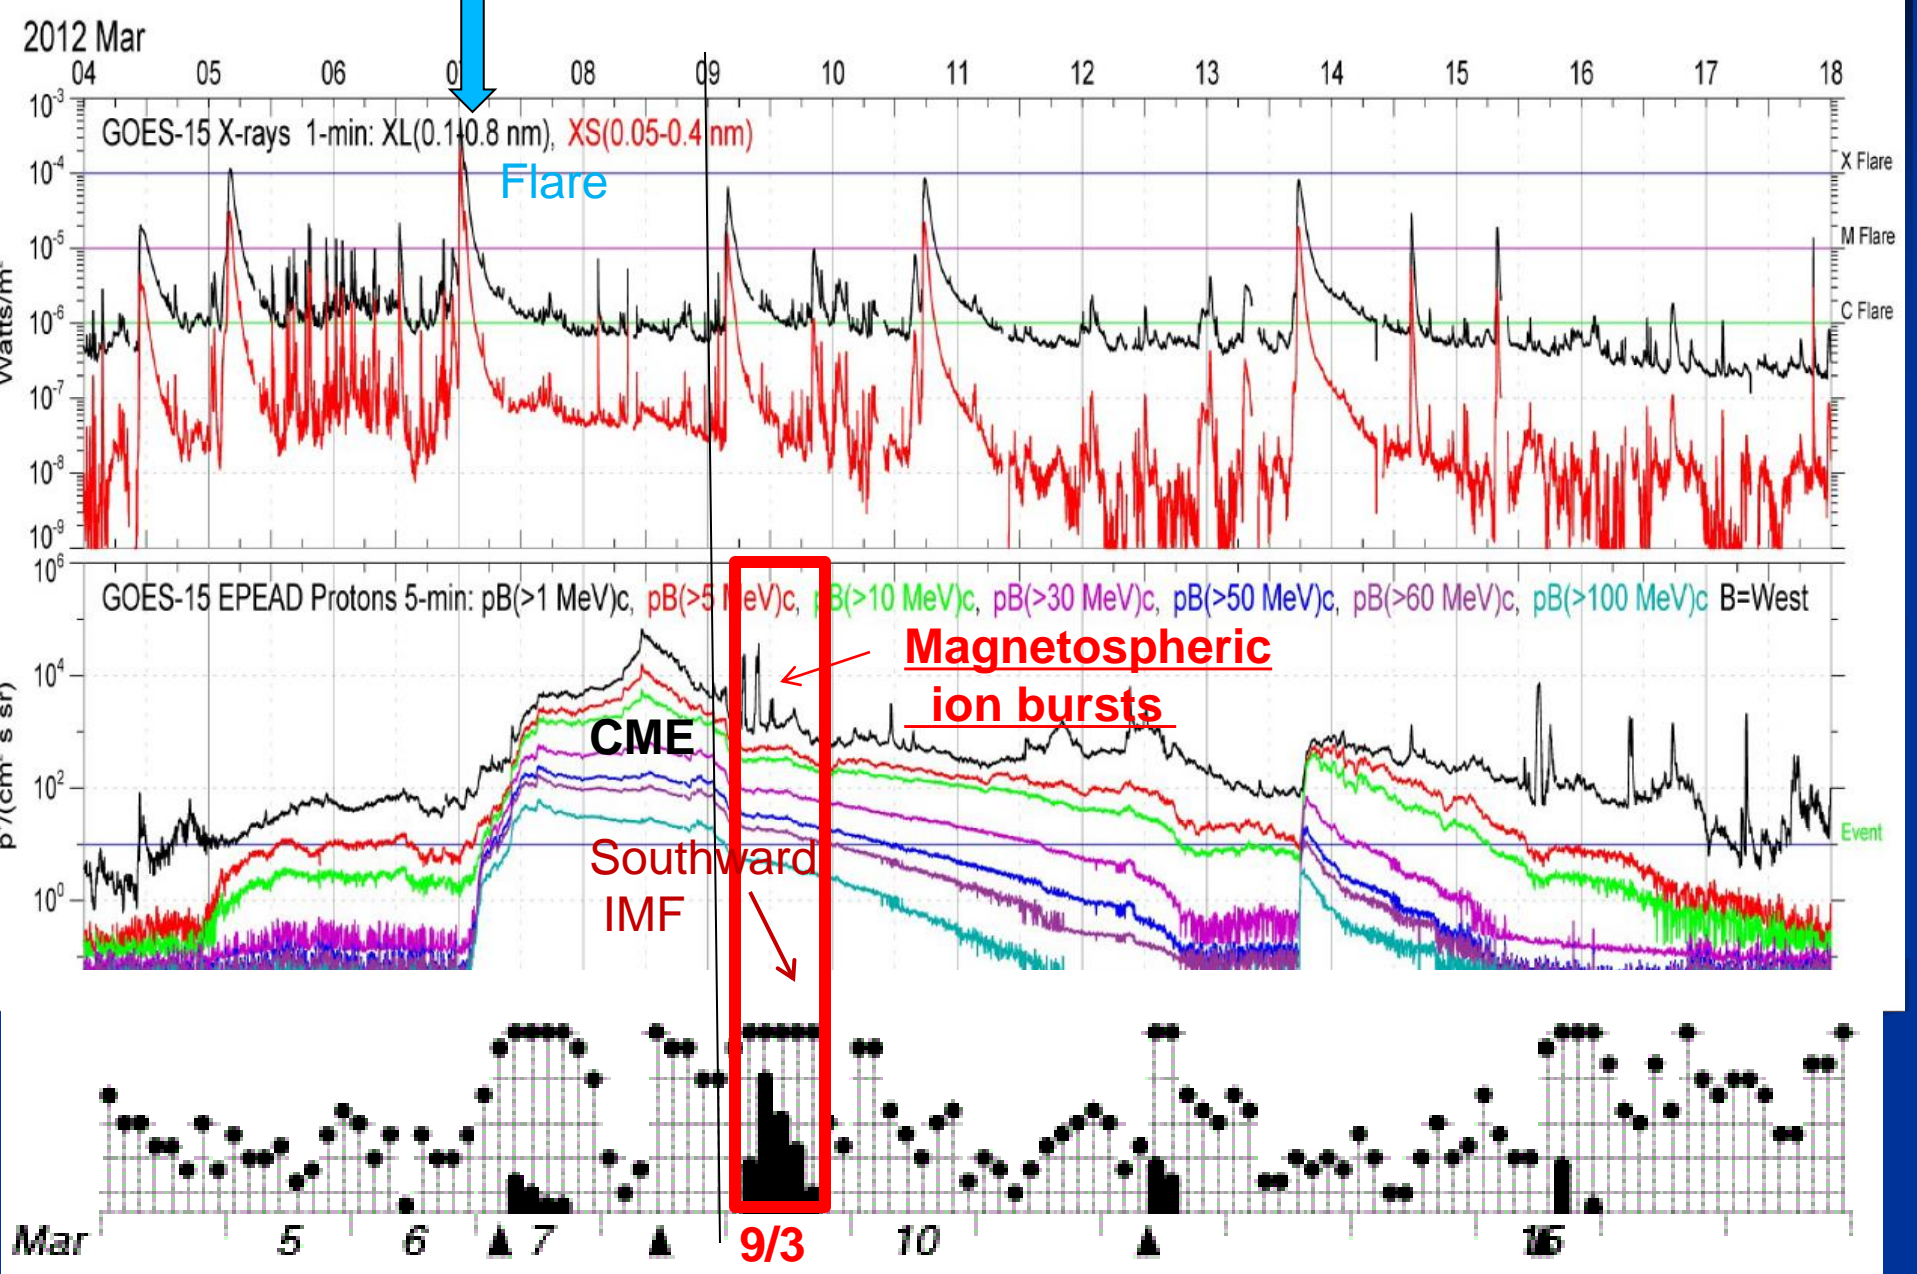 2012 Mar
04 05 06 07 08 09 10 11 12 13 14 15 16 17 18
GOES-15 X-rays 1-min: XL(0.1-0.8 nm), XS(0.05-0.4 nm)
Flare
10⁻³
10⁻⁴
10⁻⁵
10⁻⁶
10⁻⁷
10⁻⁸
10⁻⁹
Watts/m²
X Flare
M Flare
C Flare
GOES-15 EPEAD Protons 5-min: pB(>1 MeV)c, pB(>5 MeV)c, pB(>10 MeV)c, pB(>30 MeV)c, pB(>50 MeV)c, pB(>60 MeV)c, pB(>100 MeV)c B=West
10⁶
10⁴
10²
10⁰
Magnetospheric
ion bursts
CME
Southward
IMF
Event
Mar 5 6 7 9/3 10